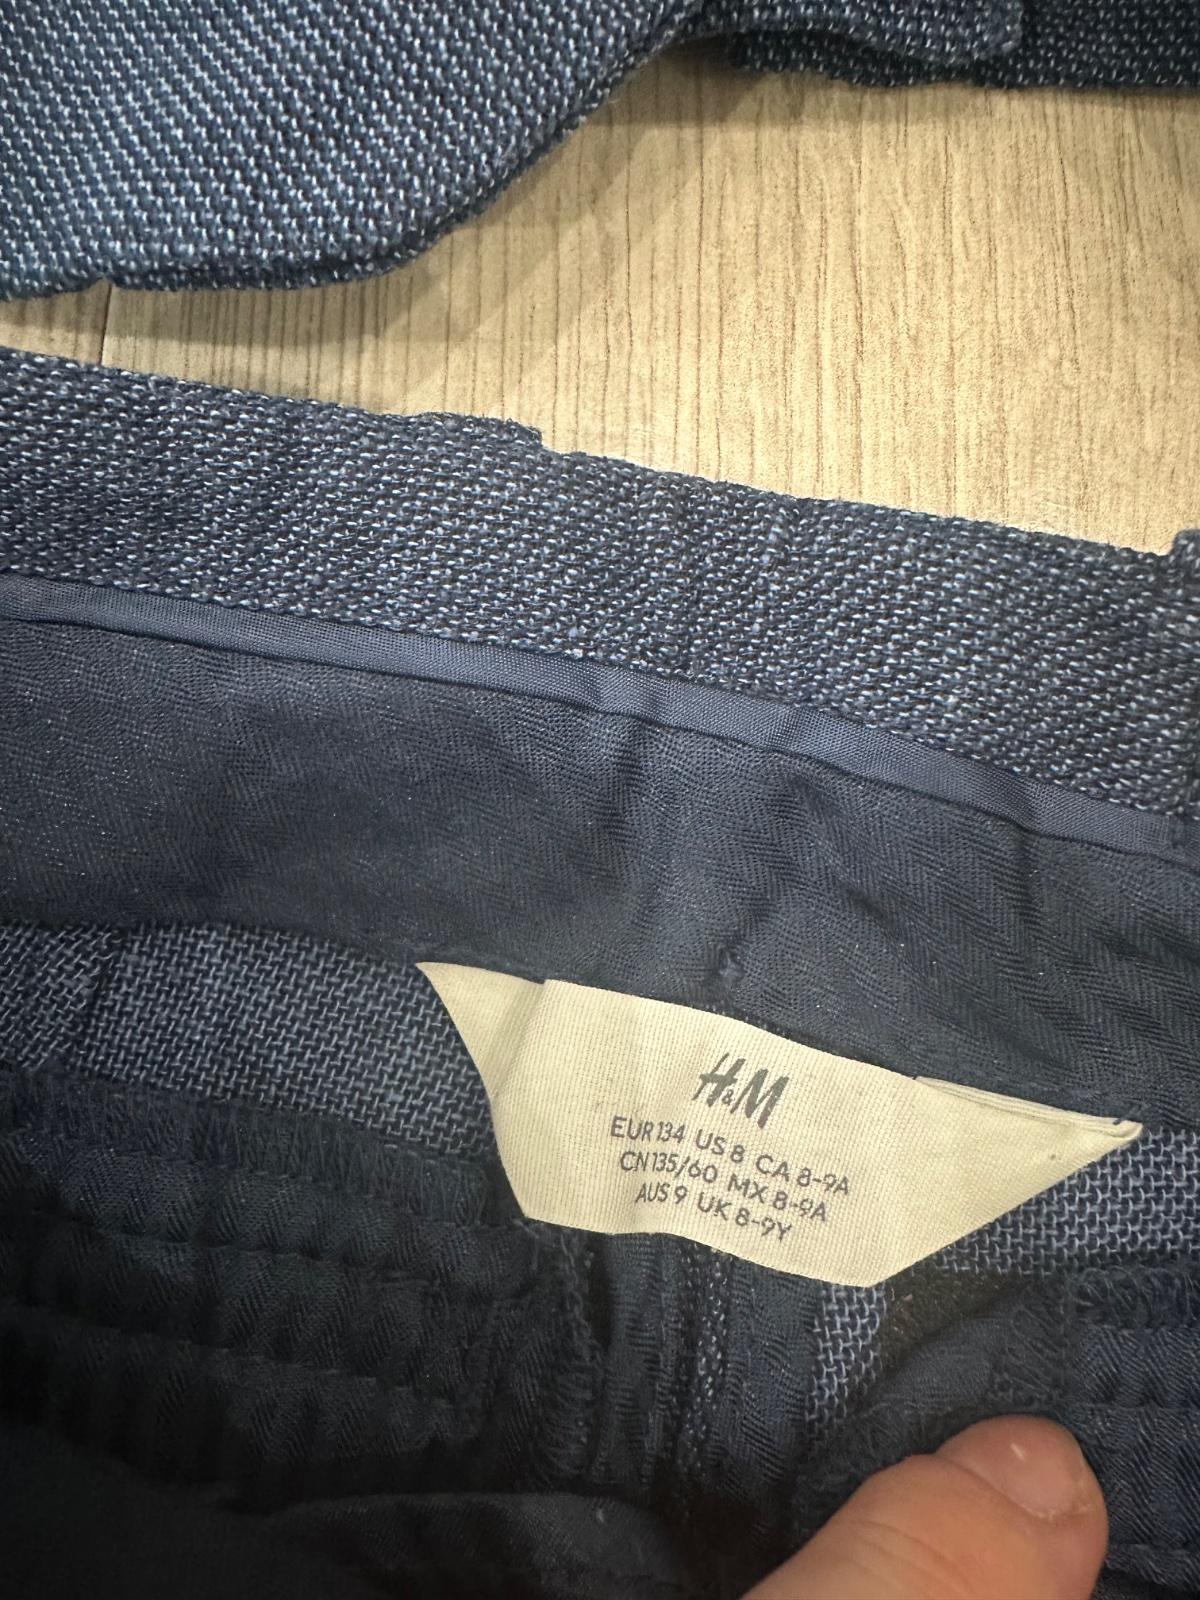 H&M
EUR 134 US 8 CA 8-9A
CN 135/60 MX 8-9A
AUS 9 UK 8-9Y